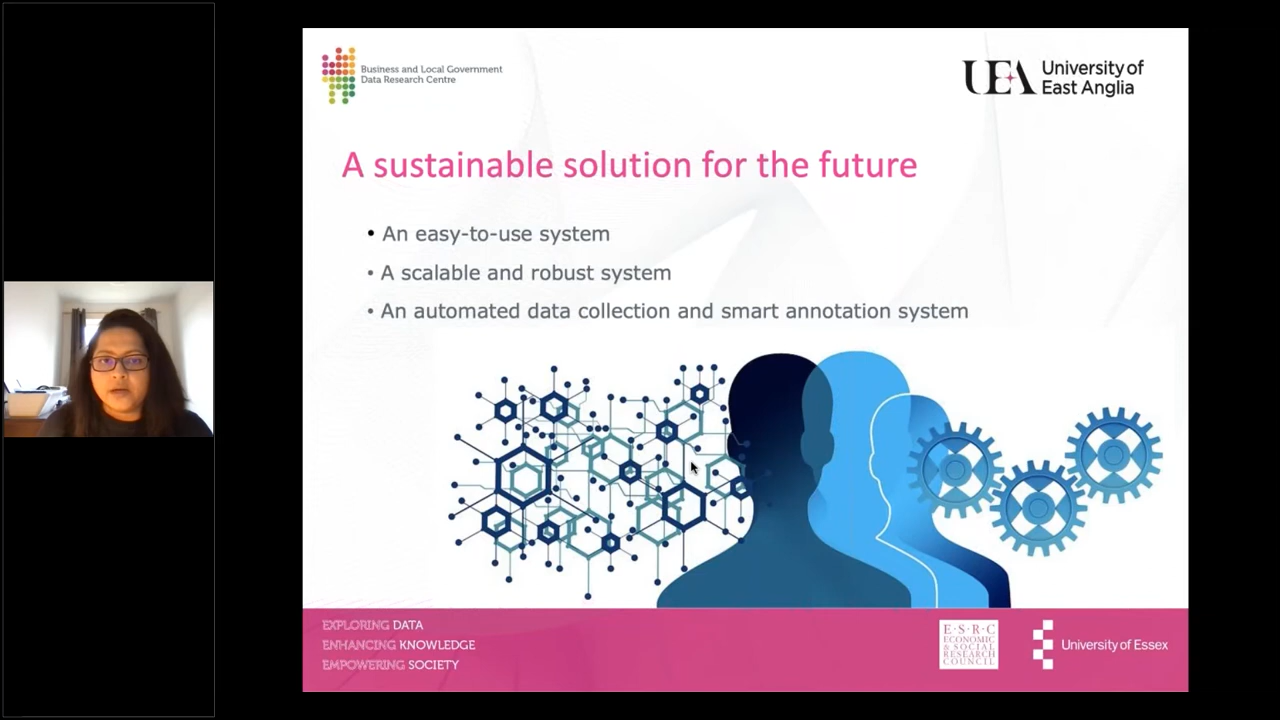 Business and Local Government
Data Research Centre
UEA University of
East Anglia
A sustainable solution for the future
• An easy-to-use system
• A scalable and robust system
• An automated data collection and smart annotation system
EXPLORING DATA
ENHANCING KNOWLEDGE
EMPOWERING SOCIETY
E·S·R·C
ECONOMIC
& SOCIAL
RESEARCH
COUNCIL
University of Essex